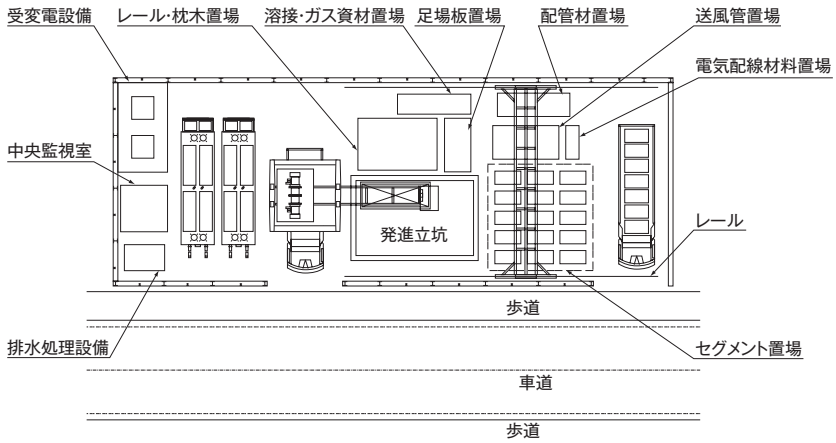 受変電設備
レール・枕木置場
溶接・ガス資材置場
足場板置場
配管材置場
送風管置場
電気配線材料置場
中央監視室
発進立坑
レール
歩道
排水処理設備
セグメント置場
車道
歩道